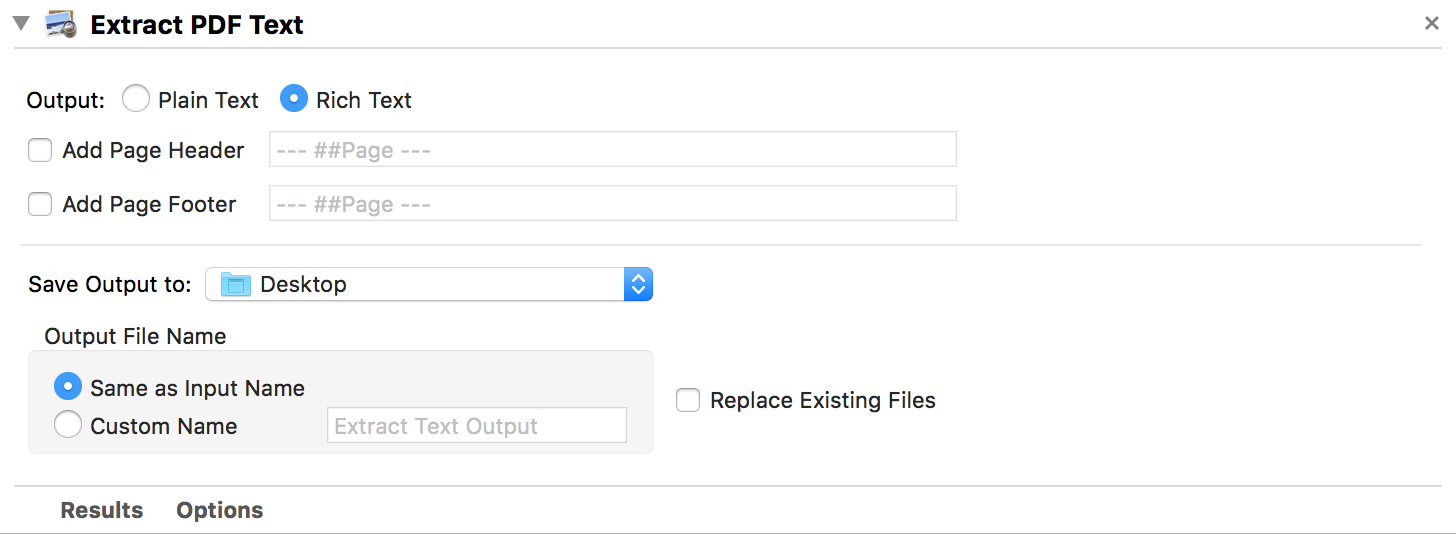 Extract PDF Text
Output: Plain Text Rich Text
Add Page Header --- ##Page ---
Add Page Footer --- ##Page ---
Save Output to: Desktop
Output File Name
Same as Input Name
Replace Existing Files
Custom Name Extract Text Output
Results Options